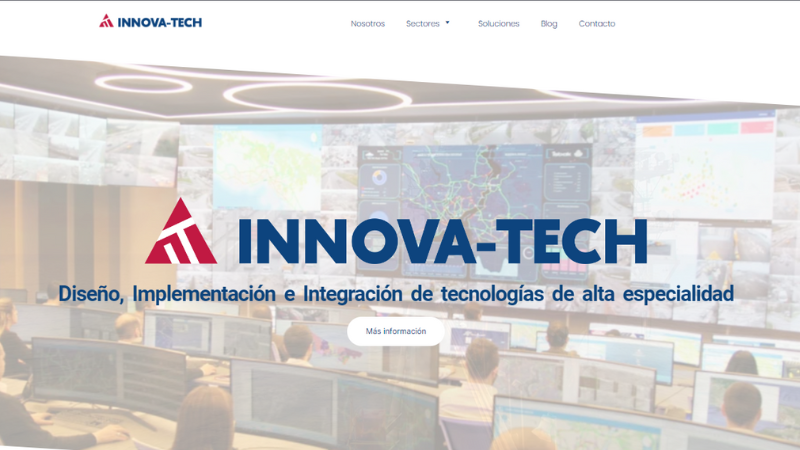 INNOVA-TECH
Nosotros
Sectores
Soluciones
Blog
Contacto
INNOVA-TECH
Diseño, Implementación e Integración de tecnologías de alta especialidad
Más información